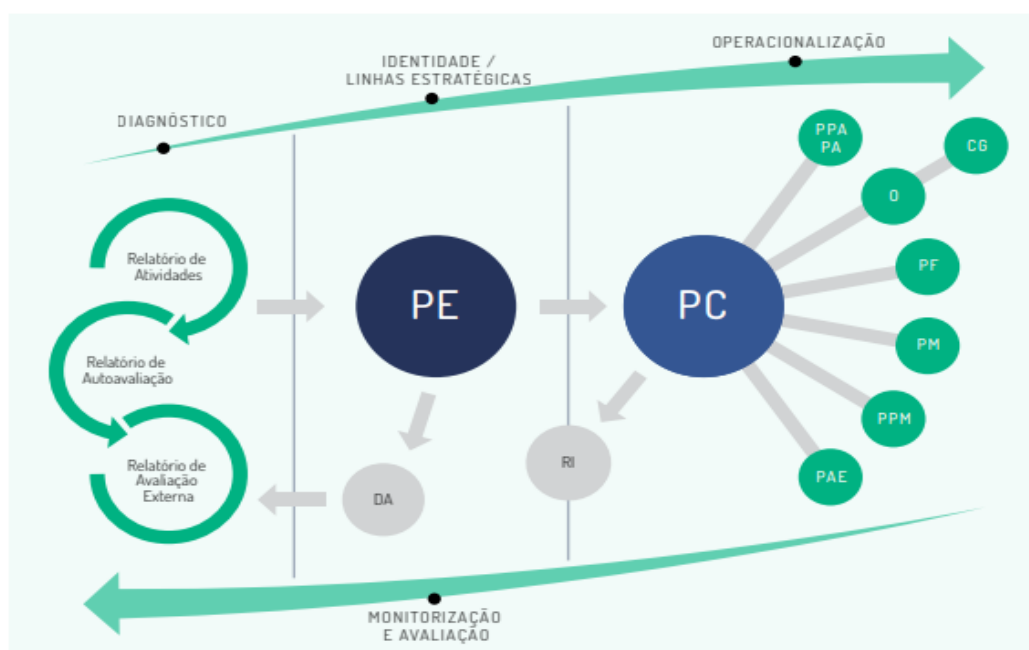 OPERACIONALIZAÇÃO
IDENTIDADE /
LINHAS ESTRATÉGICAS
DIAGNÓSTICO
PPA
PA
CG
O
Relatório de
Atividades
PF
PE
PC
PM
Relatório de
Autoavaliação
PPM
RI
Relatório de
Avaliação
Externa
DA
PAE
MONITORIZAÇÃO
E AVALIAÇÃO